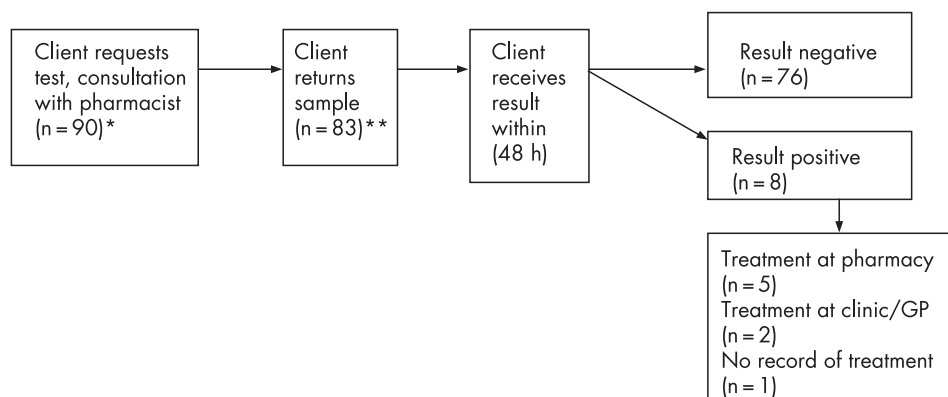 Client requests
test, consultation
with pharmacist
(n = 90)*
Client
returns
sample
(n = 83)**
Client
receives
result
within
(48 h)
Result negative
(n = 76)
Result positive
(n = 8)
Treatment at pharmacy
(n = 5)
Treatment at clinic/GP
(n = 2)
No record of treatment
(n = 1)